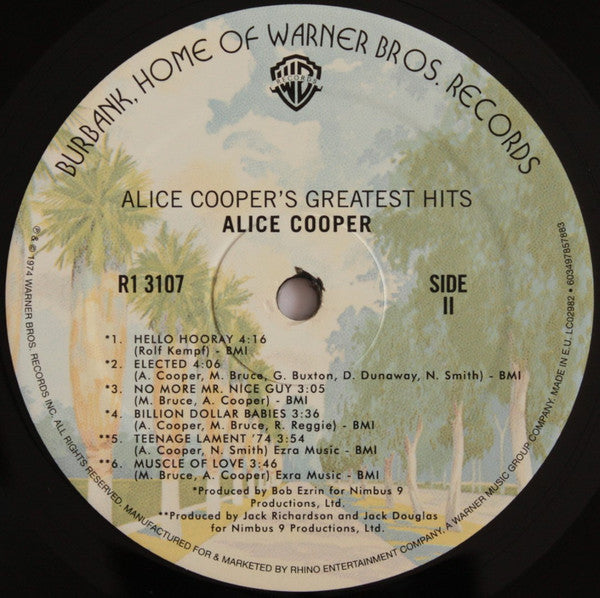 BURBANK, HOME OF WARNER BROS. RECORDS
RECORDS
ALICE COOPER'S GREATEST HITS
ALICE COOPER
R1 3107
SIDE
II
*1. HELLO HOORAY 4:16
(Rolf Kempf) - BMI
*2. ELECTED 4:06
(A. Cooper, M. Bruce, G. Buxton, D. Dunaway, N. Smith) - BMI
*3. NO MORE MR. NICE GUY 3:05
(M. Bruce, A. Cooper) - BMI
*4. BILLION DOLLAR BABIES 3:36
(A. Cooper, M. Bruce, R. Reggie) - BMI
**5. TEENAGE LAMENT '74 3:54
(A. Cooper, N. Smith) Ezra Music - BMI
**6. MUSCLE OF LOVE 3:46
(M. Bruce, A. Cooper) Exra Music - BMI
*Produced by Bob Ezrin for Nimbus 9
Productions, Ltd.
**Produced by Jack Richardson and Jack Douglas
for Nimbus 9 Productions, Ltd.
℗ & © 1974 WARNER BROS. RECORDS INC. ALL RIGHTS RESERVED. MANUFACTURED FOR & MARKETED BY RHINO ENTERTAINMENT COMPANY, A WARNER MUSIC GROUP COMPANY. MADE IN E.U. LC02982 • 603497857883